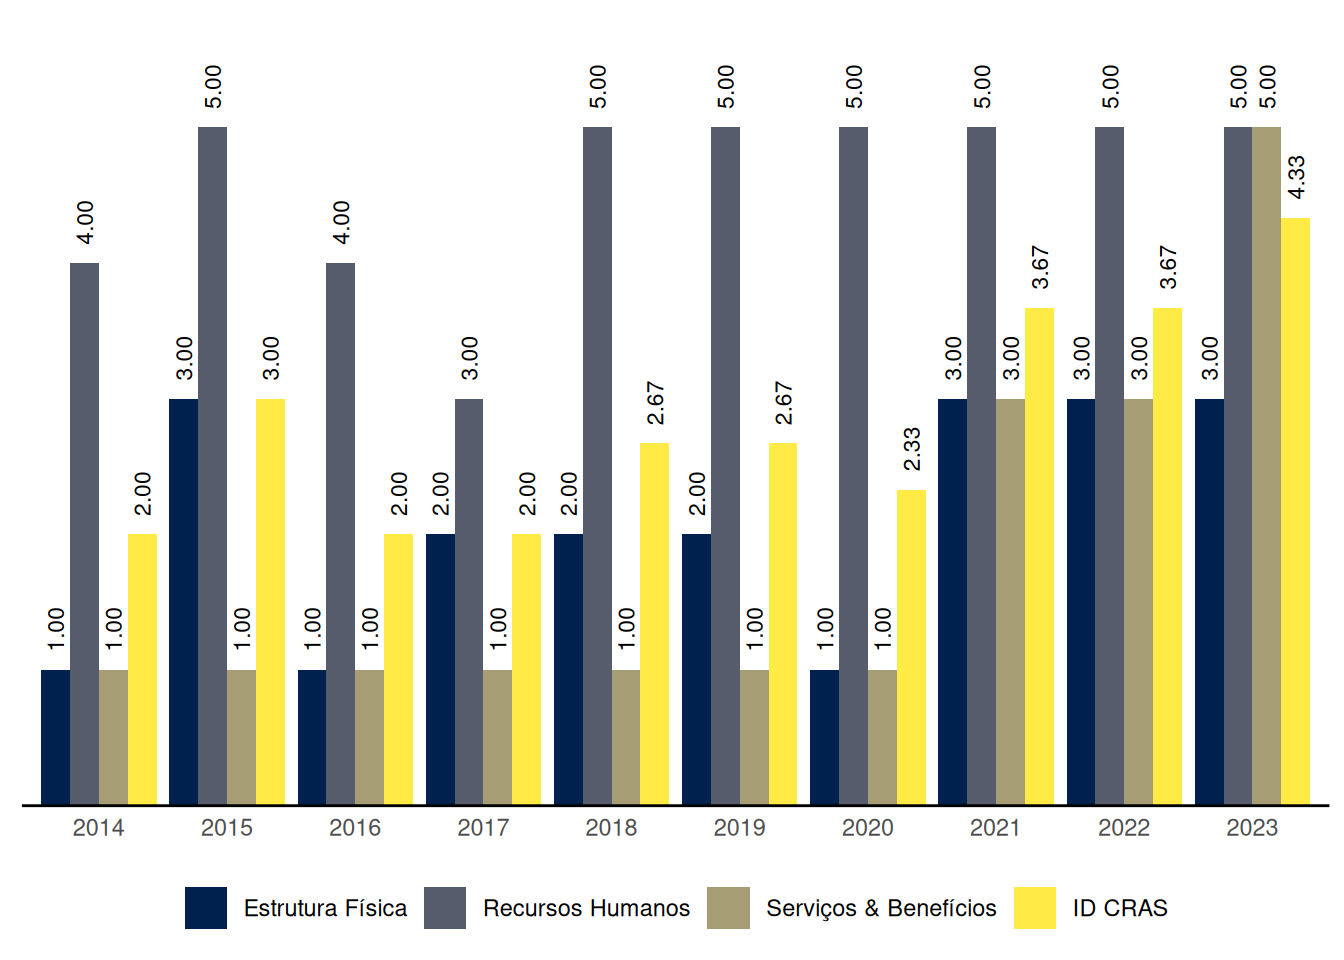 5.00 5.00 5.00 5.00 5.00 5.00 5.00 5.00
4.33
4.00 4.00
3.67 3.67
3.00 3.00 3.00 3.00 3.00 3.00 3.00 3.00
2.67 2.67
2.33
2.00 2.00 2.00 2.00 2.00 2.00
1.00 1.00 1.00 1.00 1.00 1.00 1.00 1.00 1.00 1.00
2014 2015 2016 2017 2018 2019 2020 2021 2022 2023
Estrutura Física Recursos Humanos Serviços & Benefícios ID CRAS